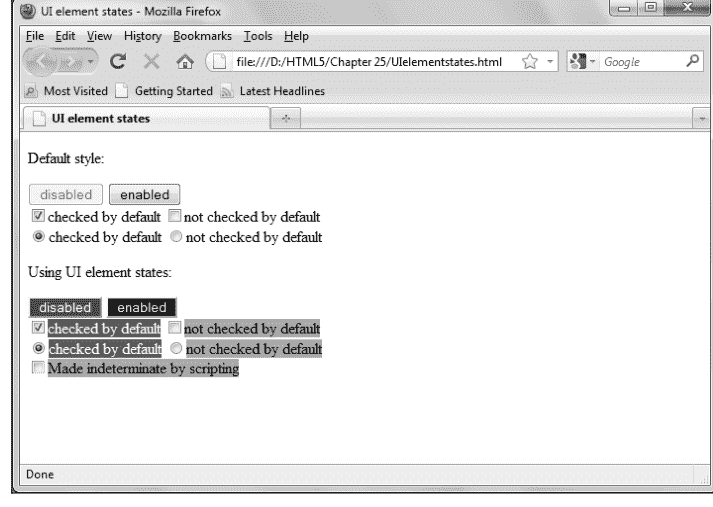 UI element states - Mozilla Firefox
File Edit View History Bookmarks Tools Help
file:///D:/HTML5/Chapter 25/UIelementstates.html Google
Most Visited Getting Started Latest Headlines
UI element states
Default style:
disabled enabled
checked by default not checked by default
checked by default not checked by default
Using UI element states:
disabled enabled
checked by default not checked by default
checked by default not checked by default
Made indeterminate by scripting
Done